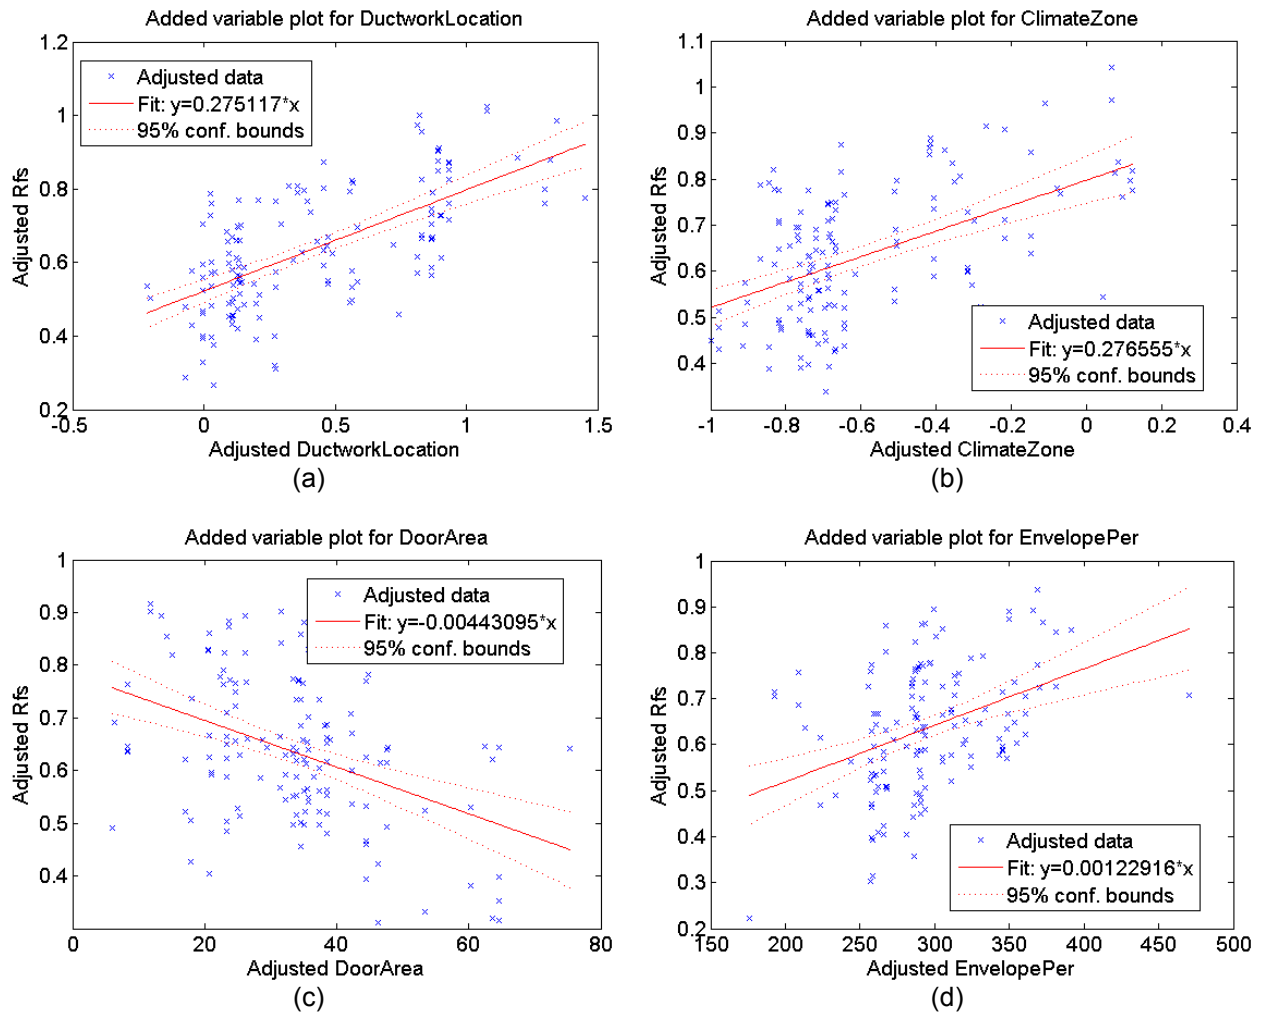 Added variable plot for DuctworkLocation
1.2
1
0.8
0.6
0.4
0.2
Adjusted Rfs
Adjusted data
Fit: y=0.275117*x
95% conf. bounds
-0.5 0 0.5 1 1.5
Adjusted DuctworkLocation
(a)
Added variable plot for ClimateZone
1.1
1
0.9
0.8
0.7
0.6
0.5
0.4
Adjusted Rfs
Adjusted data
Fit: y=0.276555*x
95% conf. bounds
-1 -0.8 -0.6 -0.4 -0.2 0 0.2 0.4
Adjusted ClimateZone
(b)
Added variable plot for DoorArea
1
0.9
0.8
0.7
0.6
0.5
0.4
Adjusted Rfs
Adjusted data
Fit: y=-0.00443095*x
95% conf. bounds
0 20 40 60 80
Adjusted DoorArea
(c)
Added variable plot for EnvelopePer
1
0.9
0.8
0.7
0.6
0.5
0.4
0.3
0.2
Adjusted Rfs
Adjusted data
Fit: y=0.00122916*x
95% conf. bounds
150 200 250 300 350 400 450 500
Adjusted EnvelopePer
(d)